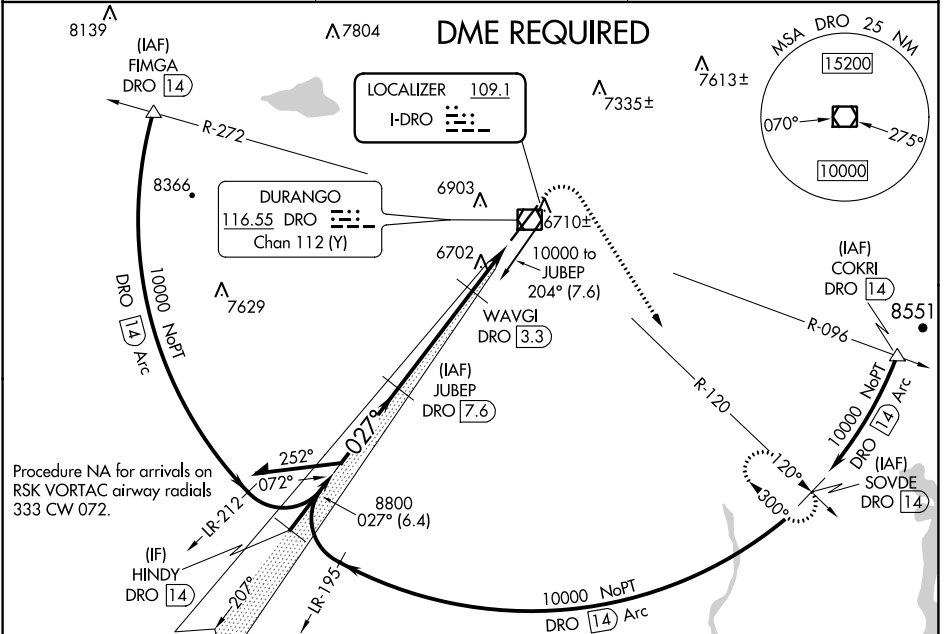 DME REQUIRED
8139
7804
(IAF)
FIMGA
DRO 14
7613±
7335±
MSA DRO 25 NM
15200
070°
275°
10000
LOCALIZER 109.1
I-DRO
R-272
8366
6903
DURANGO
116.55 DRO
Chan 112 (Y)
6710±
6702
10000 to
JUBEP
204° (7.6)
(IAF)
COKRI
DRO 14
8551
R-096
10000 NoPT
DRO 14 Arc
7629
WAVGI
DRO 3.3
(IAF)
JUBEP
DRO 7.6
R-120
10000 NoPT
DRO 14 Arc
027°
252°
072°
Procedure NA for arrivals on
RSK VORTAC airway radials
333 CW 072.
120°
300°
(IAF)
SOVDE
DRO 14
LR-212
8800
027° (6.4)
(IF)
HINDY
DRO 14
207°
LR-195
10000 NoPT
DRO 14 Arc